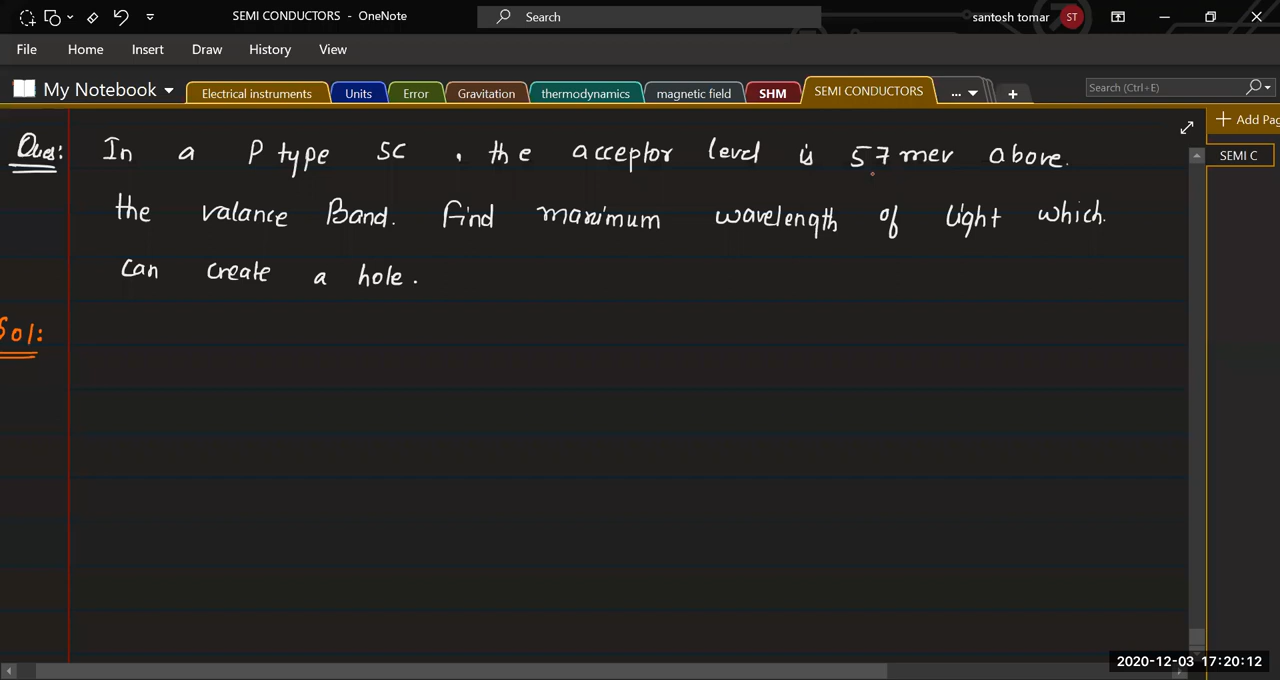 SEMI CONDUCTORS - OneNote
Search
santosh tomar
ST
File Home Insert Draw History View
My Notebook
Electrical instruments
Units
Error
Gravitation
thermodynamics
magnetic field
SHM
SEMI CONDUCTORS
...
Search (Ctrl+E)
Add Pag
SEMI C
Ques: In a P type SC, the acceptor level is 57 mev above.
the valance Band. Find maximum wavelength of light which.
can create a hole.
Sol:
2020-12-03 17:20:12